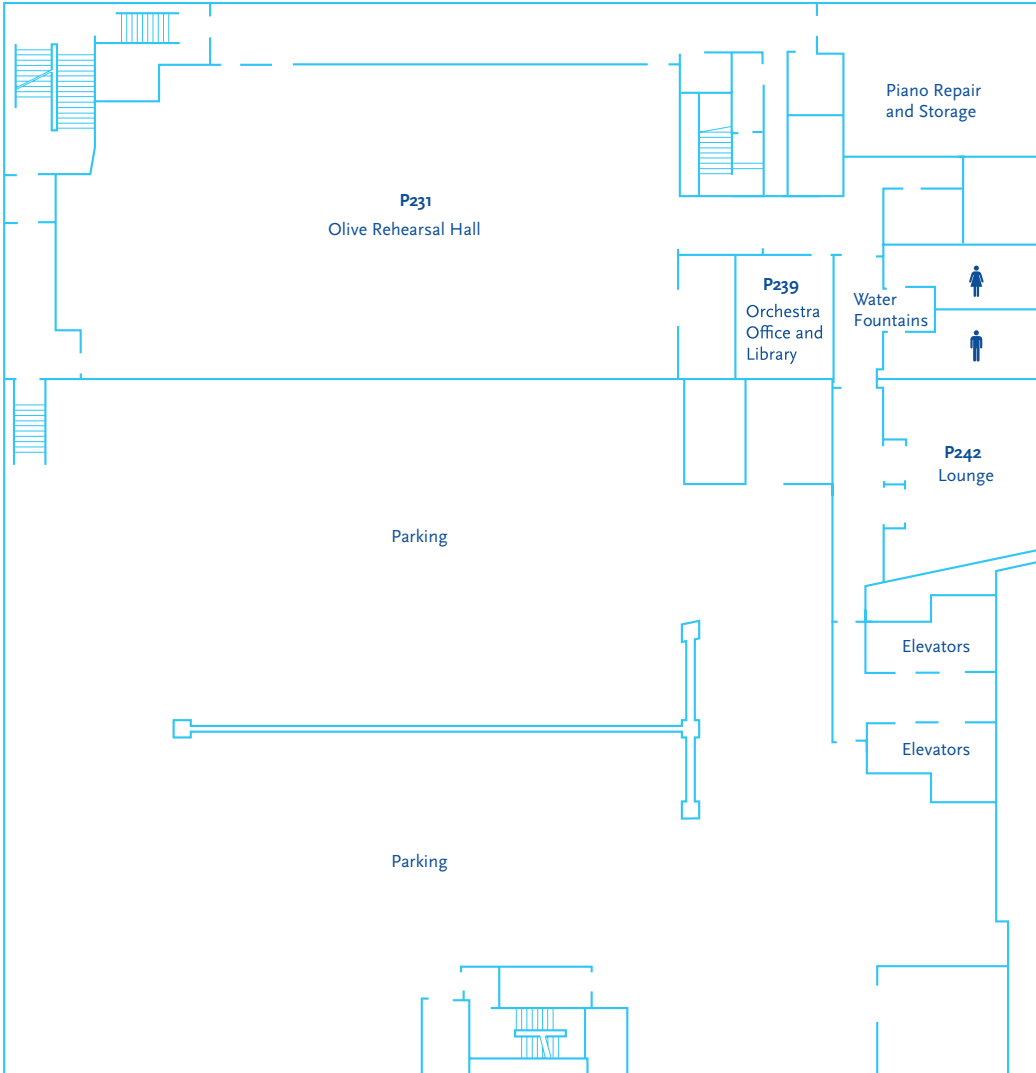 Piano Repair
and Storage
P231
Olive Rehearsal Hall
P239
Orchestra
Office and
Library
Water
Fountains
P242
Lounge
Parking
Elevators
Elevators
Parking